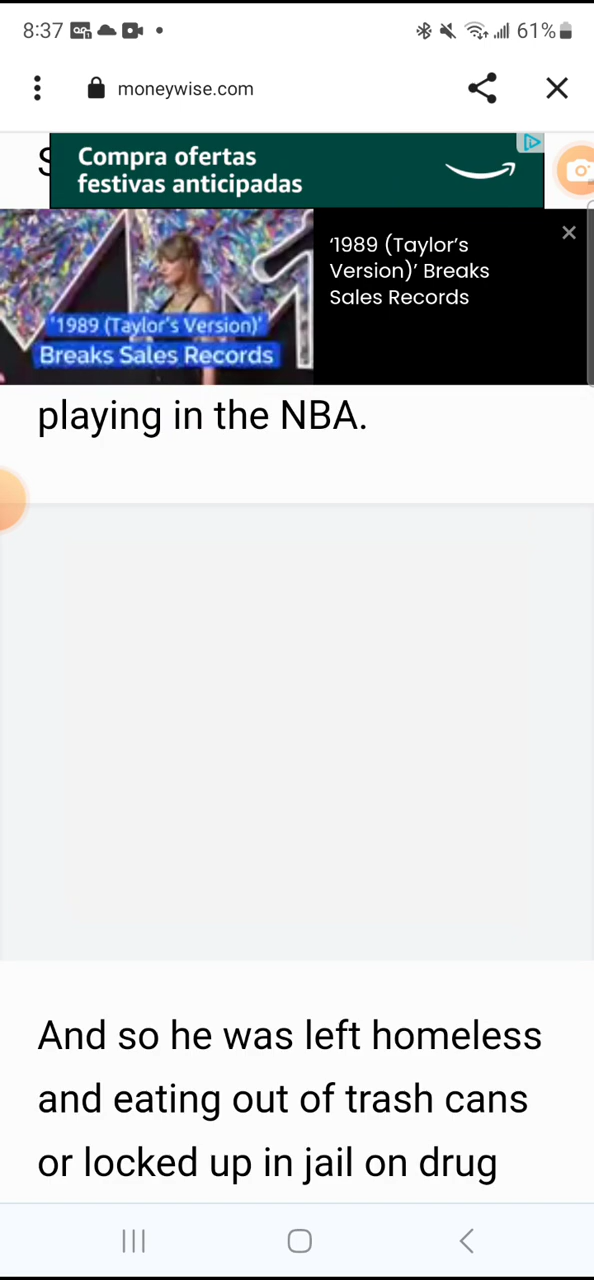 8:37
61%
moneywise.com
Compra ofertas
festivas anticipadas
'1989 (Taylor's Version)'
Breaks Sales Records
'1989 (Taylor's
Version)' Breaks
Sales Records
playing in the NBA.
And so he was left homeless
and eating out of trash cans
or locked up in jail on drug